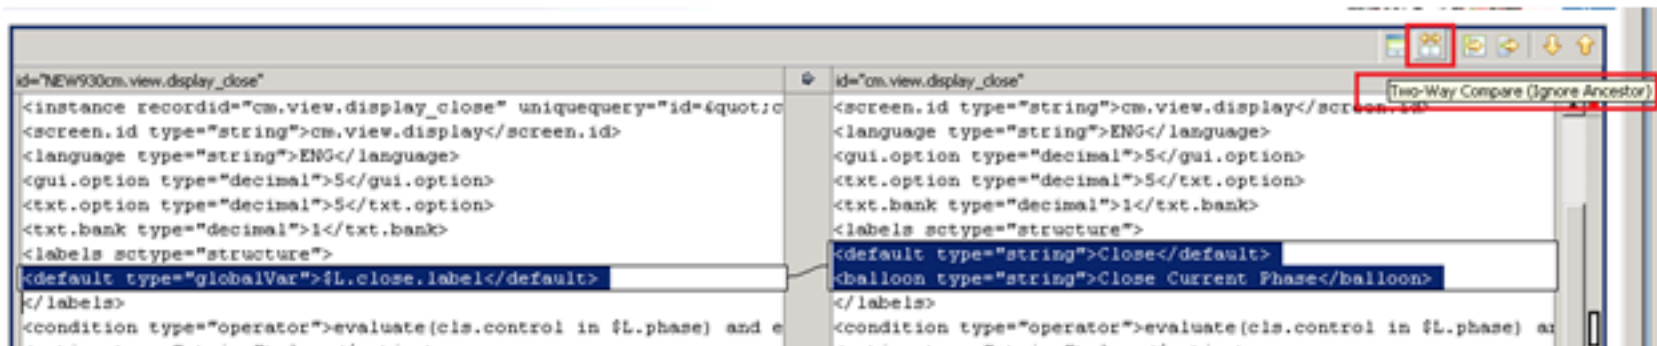 id="NEW930cm.view.display_close"
<instance recordid="cm.view.display_close" uniquequery="id=&quot;c
<screen.id type="string">cm.view.display</screen.id>
<language type="string">ENG</language>
<gui.option type="decimal">5</gui.option>
<txt.option type="decimal">5</txt.option>
<txt.bank type="decimal">1</txt.bank>
<labels sctype="structure">
<default type="globalVar">$L.close.label</default>
</labels>
<condition type="operator">evaluate(cls.control in $L.phase) and e
id="cm.view.display_close"
Two-Way Compare (Ignore Ancestor)
<screen.id type="string">cm.view.display</screen.id>
<language type="string">ENG</language>
<gui.option type="decimal">5</gui.option>
<txt.option type="decimal">5</txt.option>
<txt.bank type="decimal">1</txt.bank>
<labels sctype="structure">
<default type="string">Close</default>
<balloon type="string">Close Current Phase</balloon>
</labels>
<condition type="operator">evaluate(cls.control in $L.phase) a